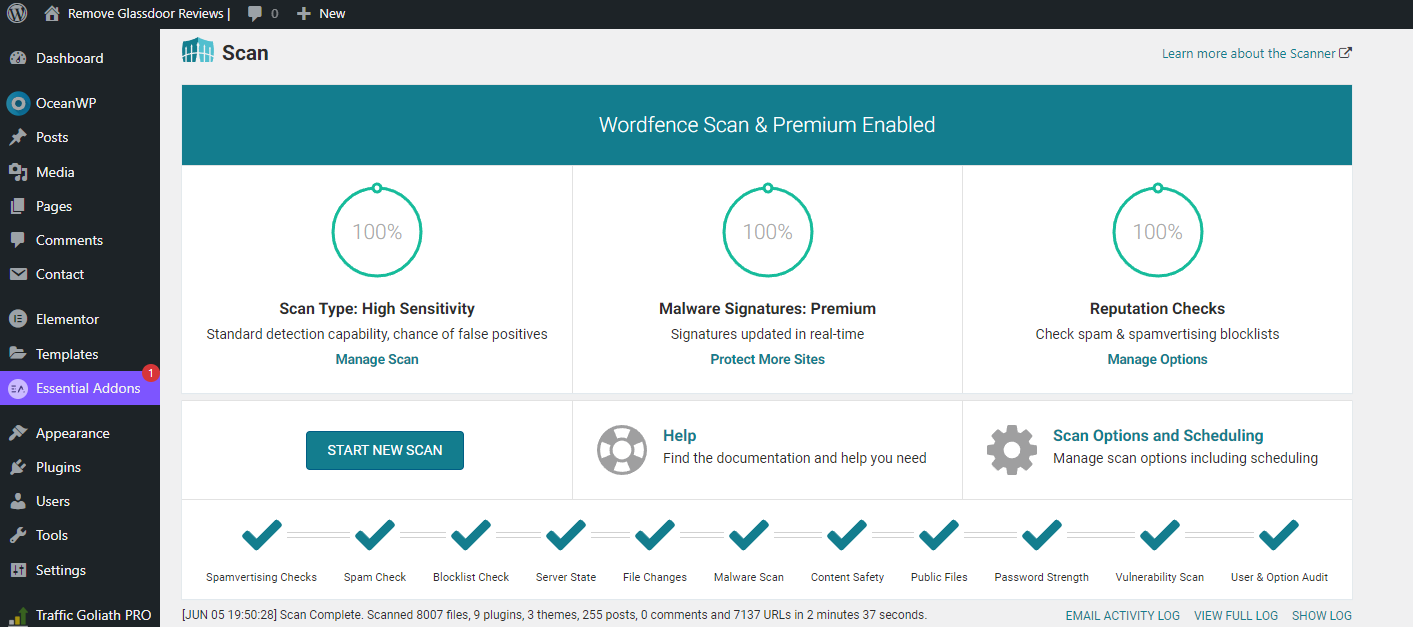 Remove Glassdoor Reviews |
0
New
Dashboard
OceanWP
Posts
Media
Pages
Comments
Contact
Elementor
Templates
Essential Addons
1
Appearance
Plugins
Users
Tools
Settings
Traffic Goliath PRO
Scan
Learn more about the Scanner
Wordfence Scan & Premium Enabled
100%
Scan Type: High Sensitivity
Standard detection capability, chance of false positives
Manage Scan
100%
Malware Signatures: Premium
Signatures updated in real-time
Protect More Sites
100%
Reputation Checks
Check spam & spamvertising blocklists
Manage Options
START NEW SCAN
Help
Find the documentation and help you need
Scan Options and Scheduling
Manage scan options including scheduling
Spamvertising Checks
Spam Check
Blocklist Check
Server State
File Changes
Malware Scan
Content Safety
Public Files
Password Strength
Vulnerability Scan
User & Option Audit
[JUN 05 19:50:28] Scan Complete. Scanned 8007 files, 9 plugins, 3 themes, 255 posts, 0 comments and 7137 URLs in 2 minutes 37 seconds.
EMAIL ACTIVITY LOG
VIEW FULL LOG
SHOW LOG